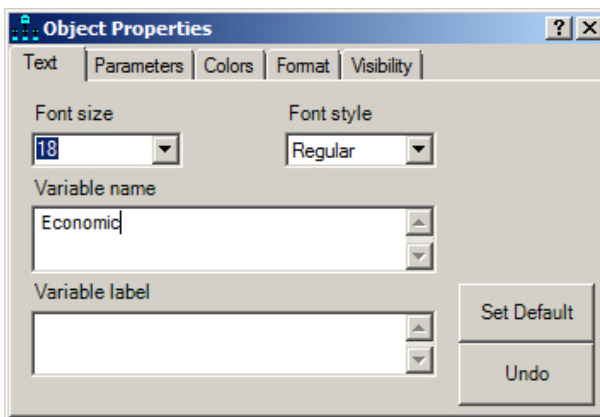 Object Properties ? ×
Text Parameters Colors Format Visibility
Font size Font style
18 Regular
Variable name
Economic
Variable label
Set Default
Undo